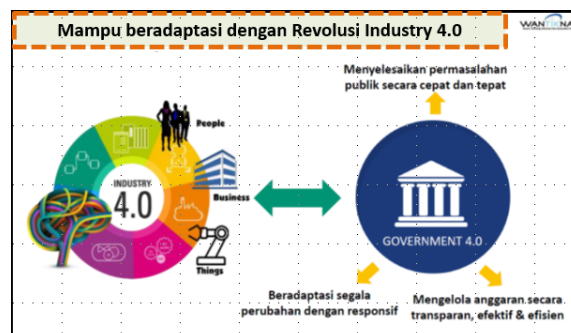 Mampu beradaptasi dengan Revolusi Industry 4.0
Menyelesaikan permasalahan
publik secara cepat dan tepat
People
INDUSTRY
4.0
Business
Things
GOVERNMENT 4.0
Beradaptasi segala
perubahan dengan responsif
Mengelola anggaran secara
transparan, efektif & efisien